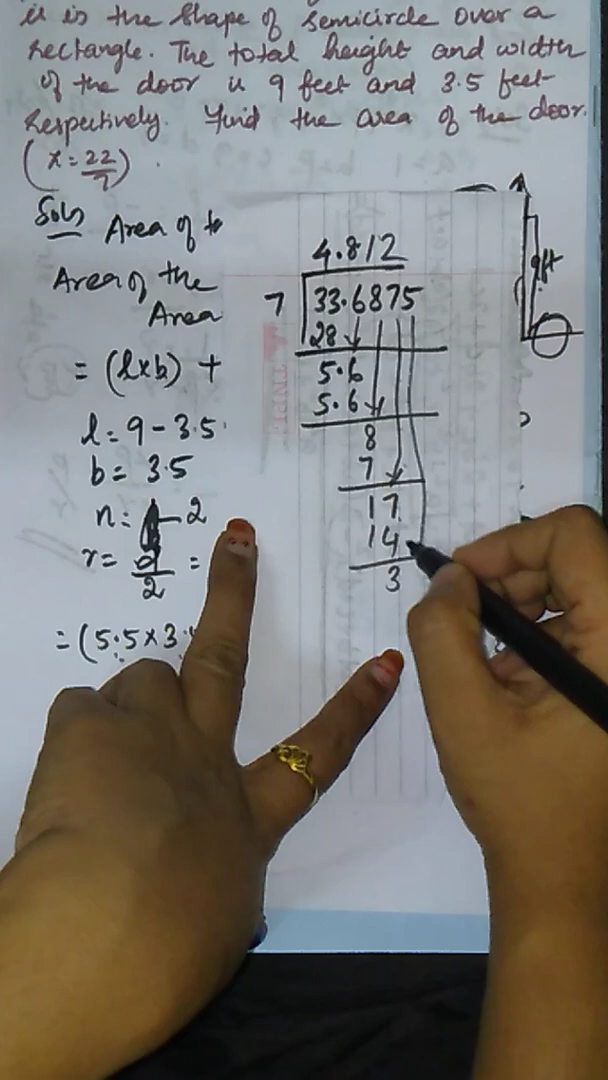 it is the shape of semicircle over a
rectangle. The total height and width
of the door is 9 feet and 3.5 feet
respectively. Find the area of the door.
(π = 22/7)
Soln Area of
Area of the
Area
= (l×b) +
l = 9 - 3.5
b = 3.5
r =
2
= (5.5×3.
4.812
7 33.6875
28
5.6
5.6
8
7
17
14
3
9ft